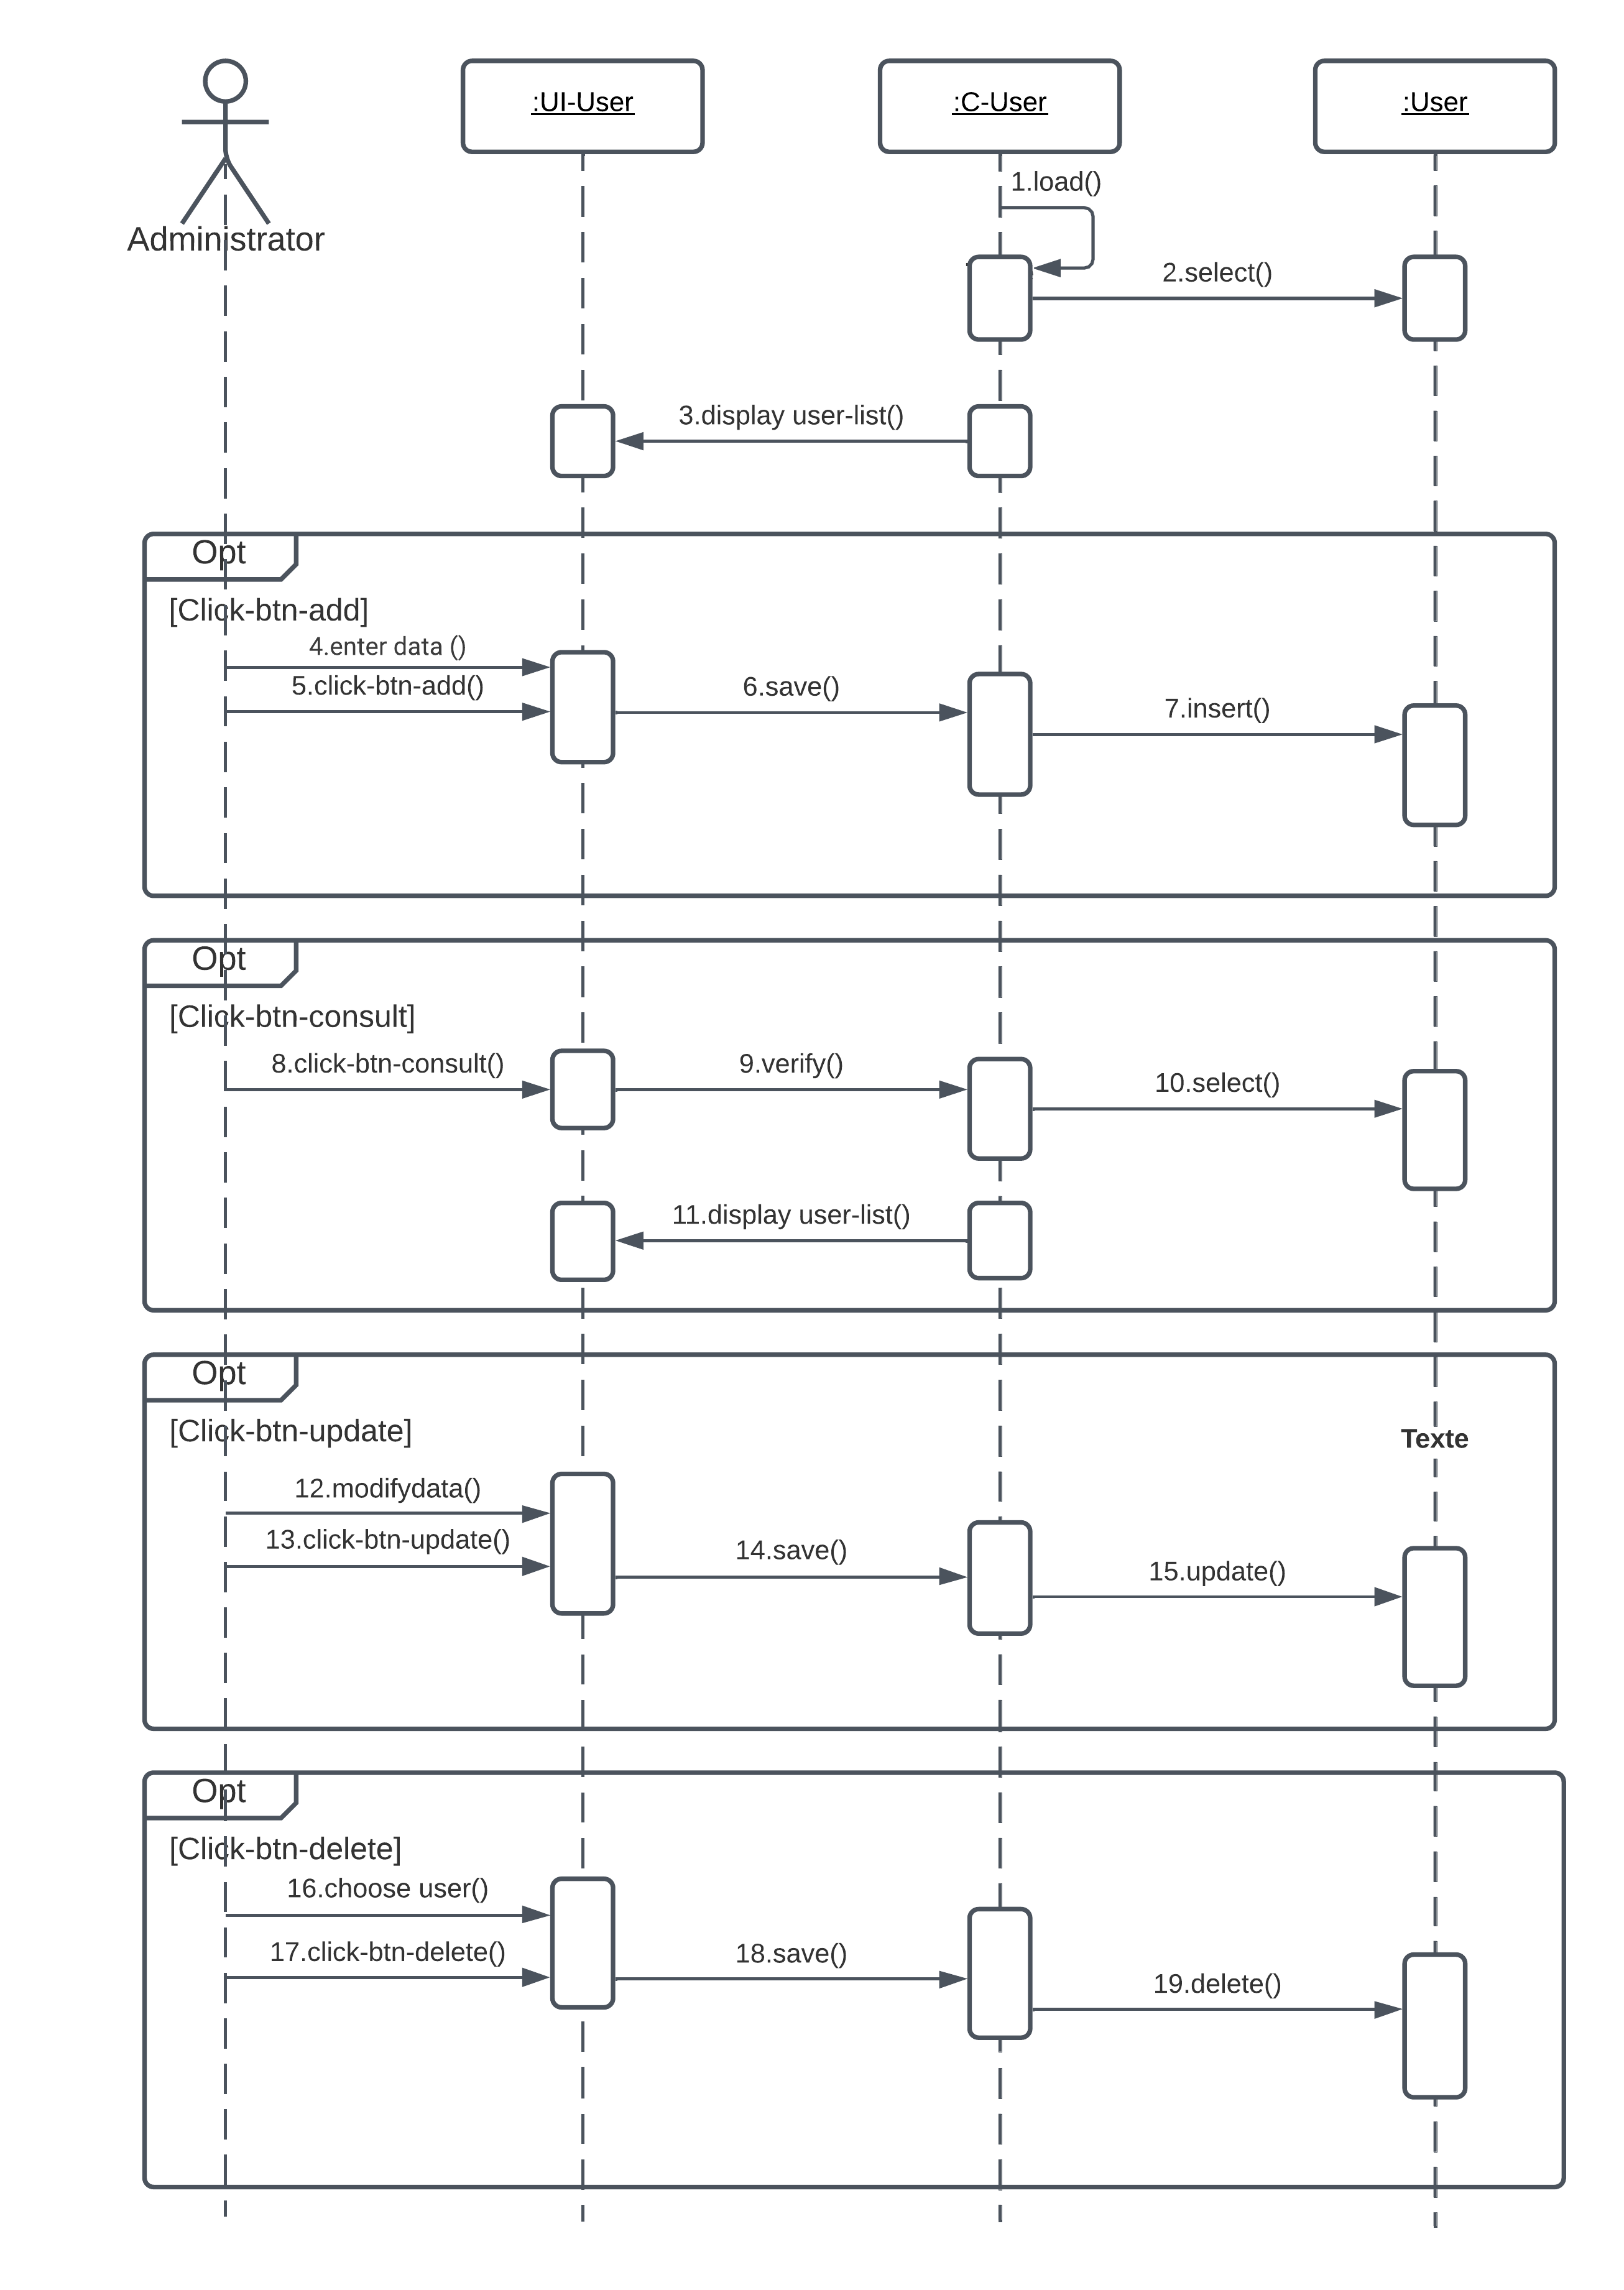 :UI-User
:C-User
:User
Administrator
1.load()
2.select()
3.display user-list()
Opt
[Click-btn-add]
4.enter data ()
5.click-btn-add()
6.save()
7.insert()
Opt
[Click-btn-consult]
8.click-btn-consult()
9.verify()
10.select()
11.display user-list()
Opt
[Click-btn-update]
Texte
12.modifydata()
13.click-btn-update()
14.save()
15.update()
Opt
[Click-btn-delete]
16.choose user()
17.click-btn-delete()
18.save()
19.delete()